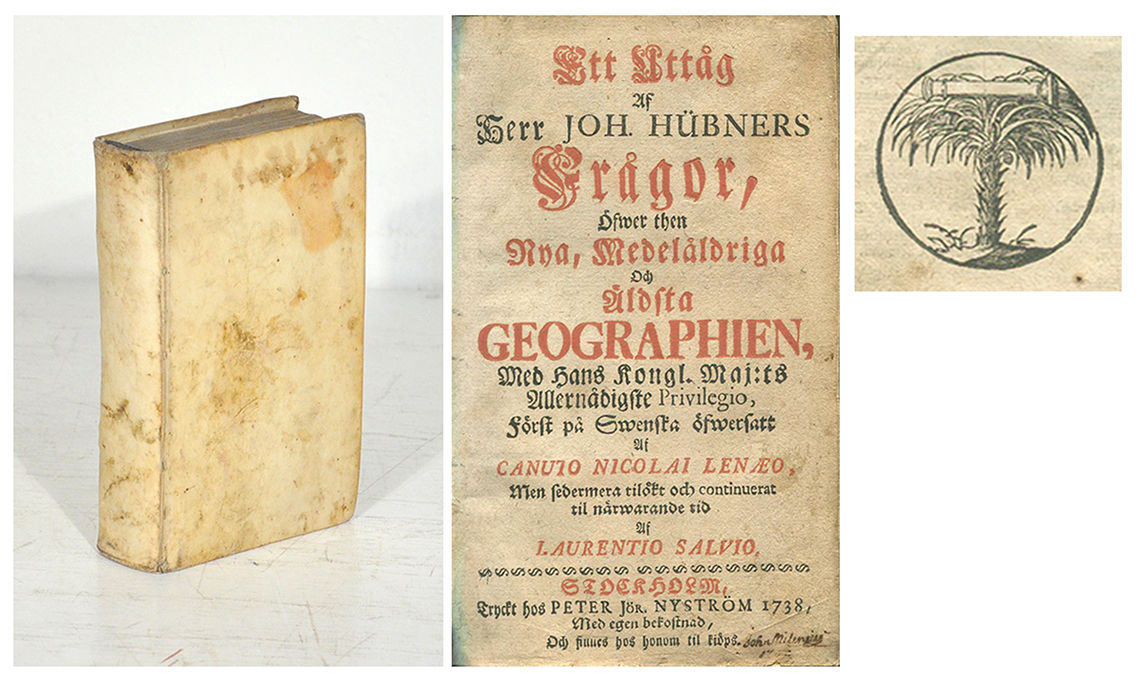 Ett Uttåg
Af
Herr JOH. HÜBNERS
Frågor,
Öfwer then
Nya, Medelåldriga
Och
Äldsta
GEOGRAPHIEN,
Med Hans Kongl. Maj:ts
Allernådigste Privilegio,
Först på Swenska öfwersatt
Af
CANUTO NICOLAI LENÆO,
Men sedermera tilökt och continuerat
til nårwarande tid
Af
LAURENTIO SALVIO.
STOCKHOLM,
Tryckt hos PETER Jör. NYSTRÖM 1738,
Med egen bekostnad,
Och finnes hos honom til kiöps.